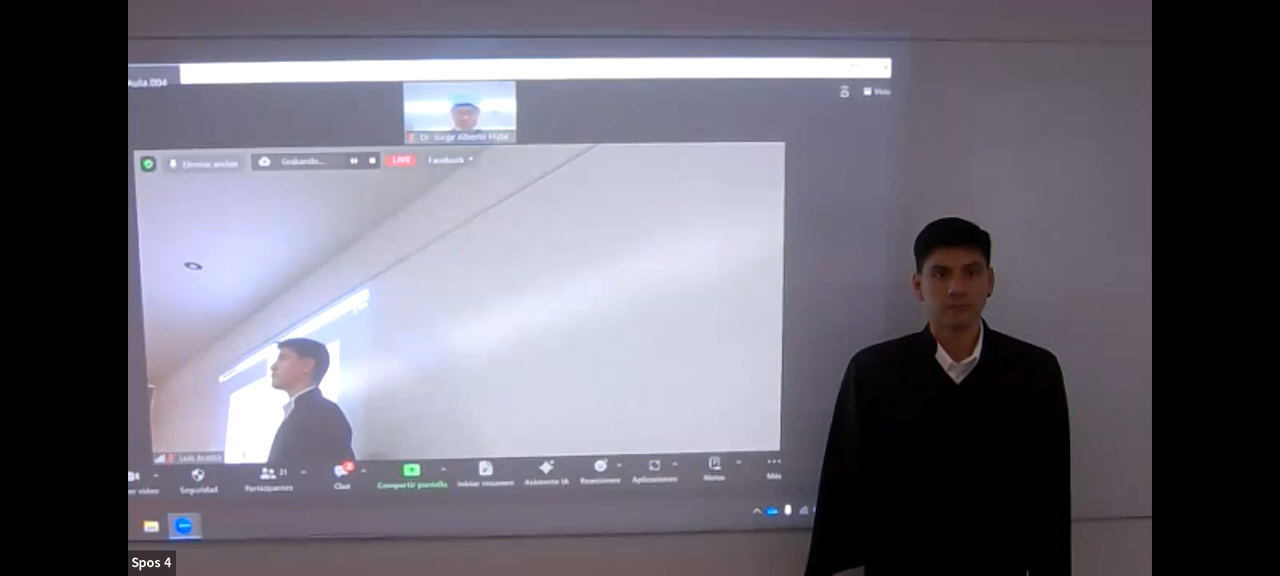 Aula.004
Vista
Dr. Jorge Alberto
Eliminar anclaje
Grabando...
LIVE
Facebook
Luis Acosta
Seguridad
Participantes
21
Chat
Compartir pantalla
Iniciar resumen
Asistente IA
Reacciones
Aplicaciones
Notas
Más
Spos 4